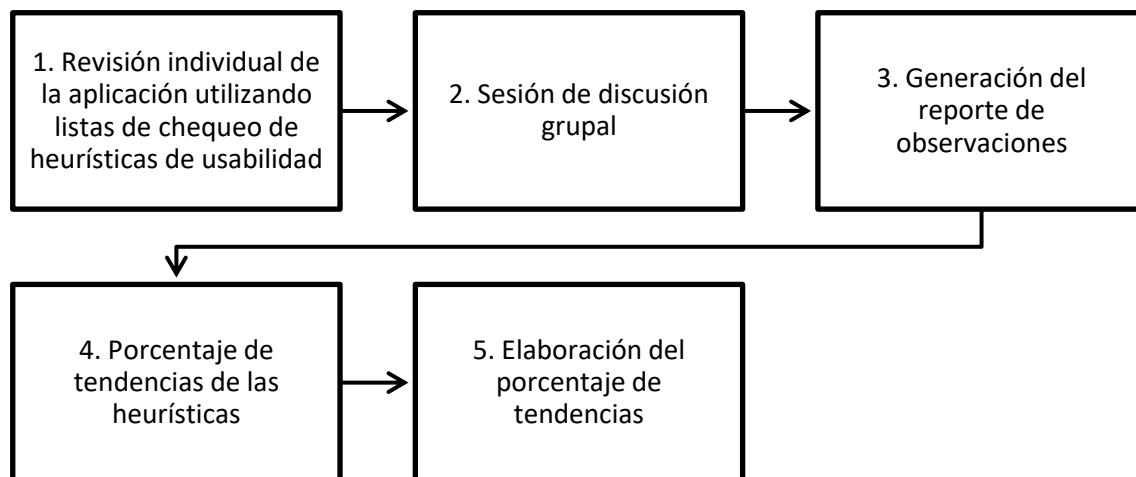 1. Revisión individual de
la aplicación utilizando
listas de chequeo de
heurísticas de usabilidad
2. Sesión de discusión
grupal
3. Generación del
reporte de
observaciones
4. Porcentaje de
tendencias de las
heurísticas
5. Elaboración del
porcentaje de
tendencias